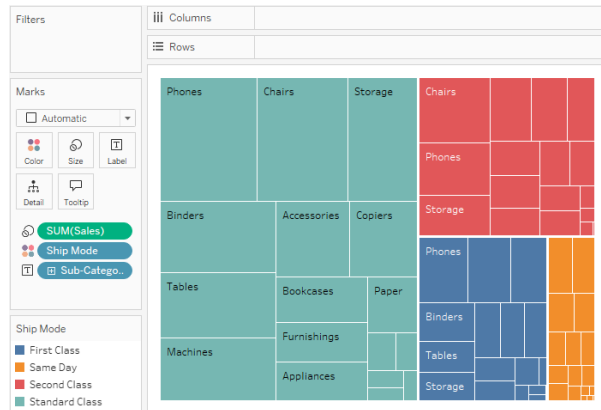 Filters
iii Columns
Rows
Marks
Automatic
Color
Size
T
Label
Detail
Tooltip
SUM(Sales)
Ship Mode
T
Sub-Catego..
Ship Mode
First Class
Same Day
Second Class
Standard Class
Phones
Chairs
Storage
Binders
Accessories
Copiers
Tables
Bookcases
Paper
Machines
Furnishings
Appliances
Chairs
Phones
Storage
Phones
Binders
Tables
Storage